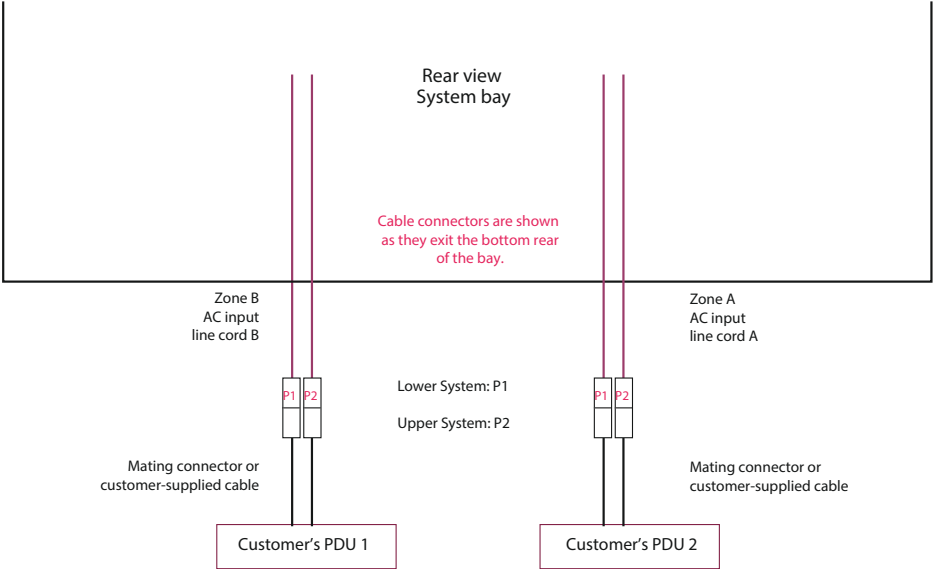 Rear view
System bay
Cable connectors are shown
as they exit the bottom rear
of the bay.
Zone B
AC input
line cord B
Zone A
AC input
line cord A
P1
P2
Lower System: P1
Upper System: P2
P1
P2
Mating connector or
customer-supplied cable
Mating connector or
customer-supplied cable
Customer's PDU 1
Customer's PDU 2